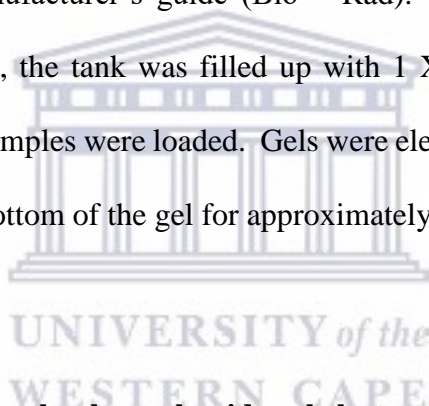 nufacturer's guide (Bio – Rad).
, the tank was filled up with 1 X
mples were loaded. Gels were ele
ottom of the gel for approximately
UNIVERSITY of the
WESTERN CAPE